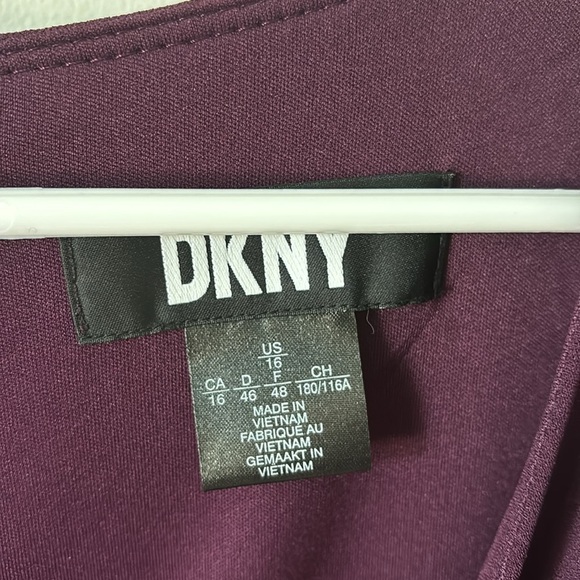 DKNY
US
16
CA D F CH
16 46 48 180/116A
MADE IN
VIETNAM
FABRIQUÉ AU
VIETNAM
GEMAAKT IN
VIETNAM